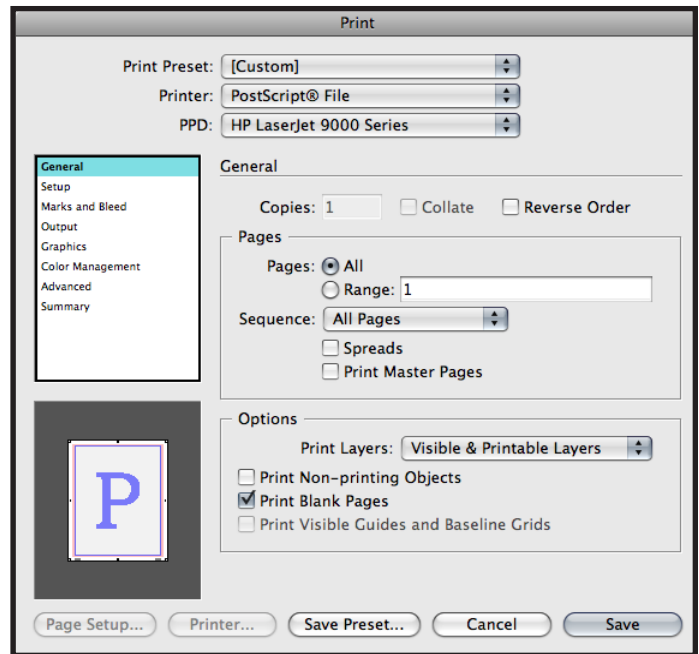 Print
Print Preset: [Custom]
Printer: PostScript® File
PPD: HP LaserJet 9000 Series
General
Setup
Marks and Bleed
Output
Graphics
Color Management
Advanced
Summary
General
Copies: 1 Collate Reverse Order
Pages
Pages: All
Range: 1
Sequence: All Pages
Spreads
Print Master Pages
Options
Print Layers: Visible & Printable Layers
Print Non-printing Objects
Print Blank Pages
Print Visible Guides and Baseline Grids
P
Page Setup... Printer... Save Preset... Cancel Save